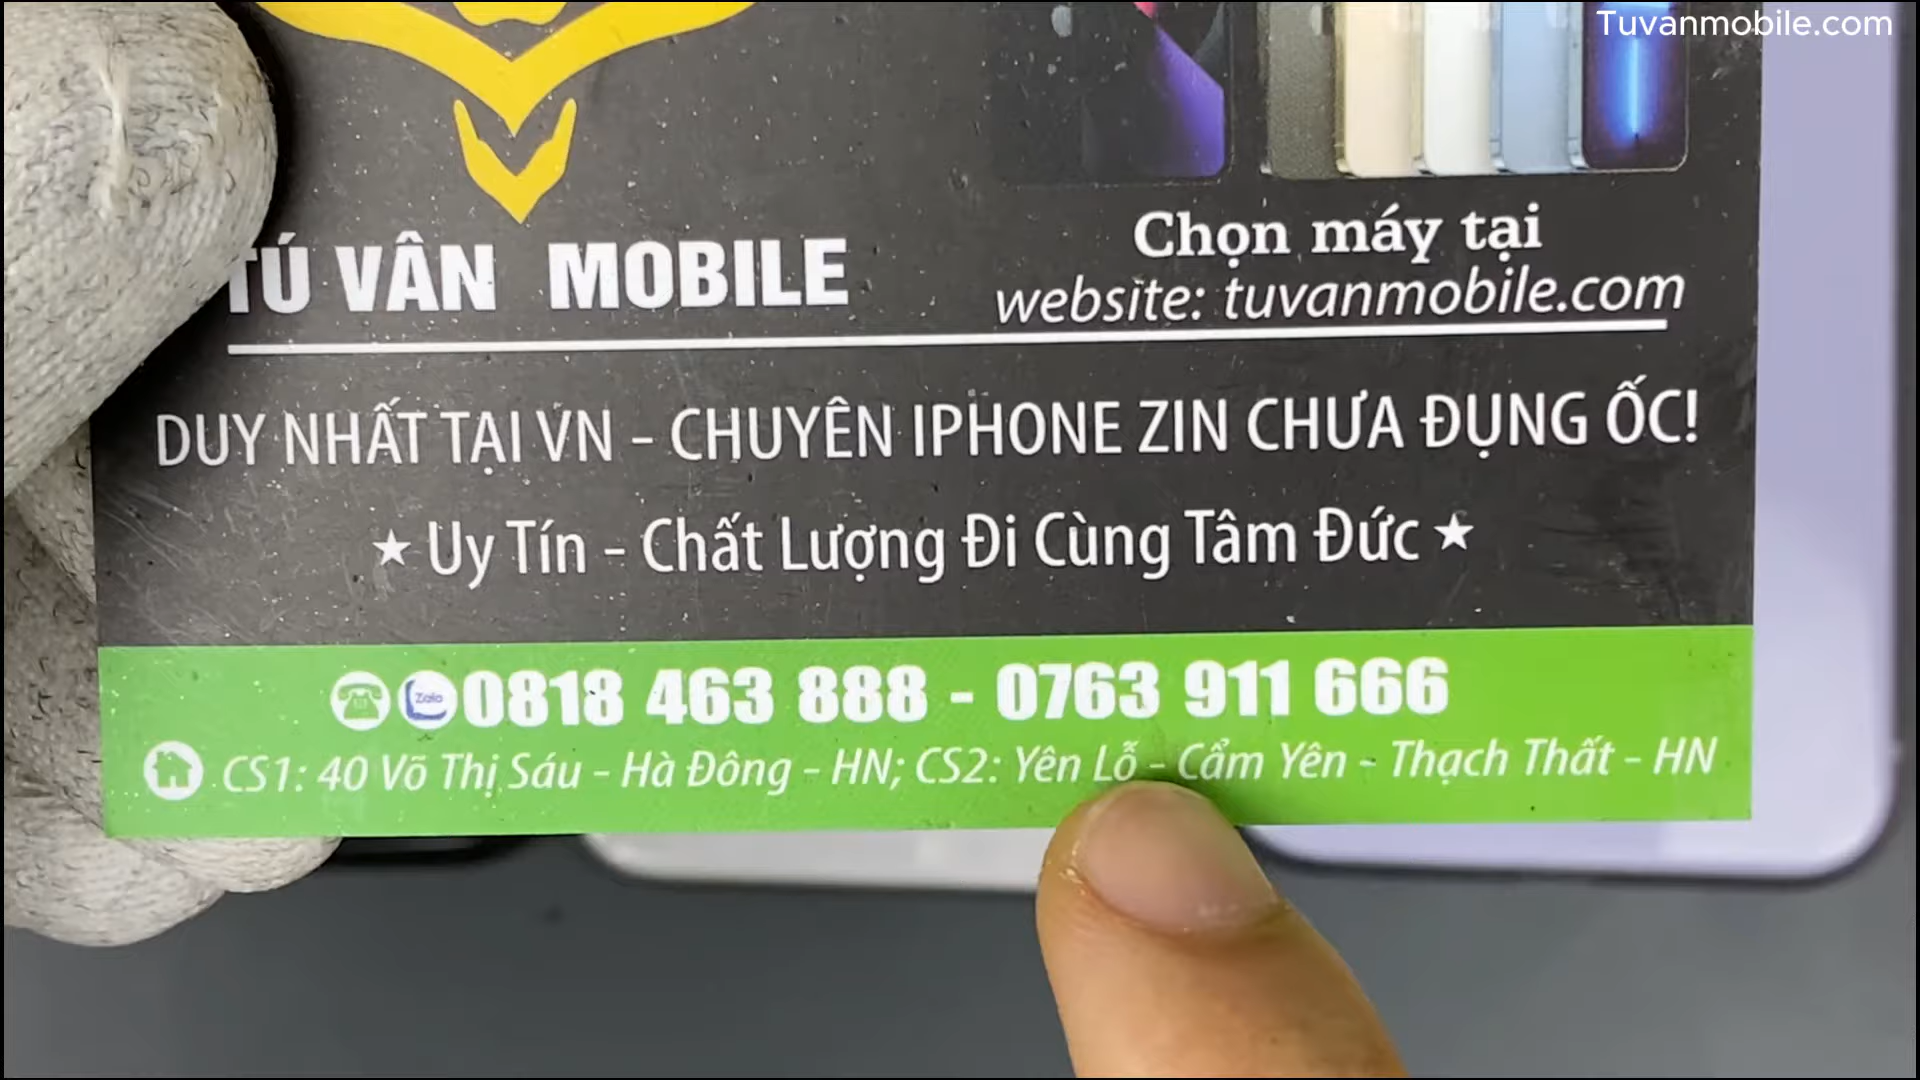 Tuvanmobile.com
TÚ VÂN MOBILE
Chọn máy tại
website: tuvanmobile.com
DUY NHẤT TẠI VN - CHUYÊN IPHONE ZIN CHƯA ĐỤNG ỐC!
★ Uy Tín - Chất Lượng Đi Cùng Tâm Đức ★
Zalo 0818 463 888 - 0763 911 666
CS1: 40 Võ Thị Sáu - Hà Đông - HN; CS2: Yên Lỗ - Cẩm Yên - Thạch Thất - HN